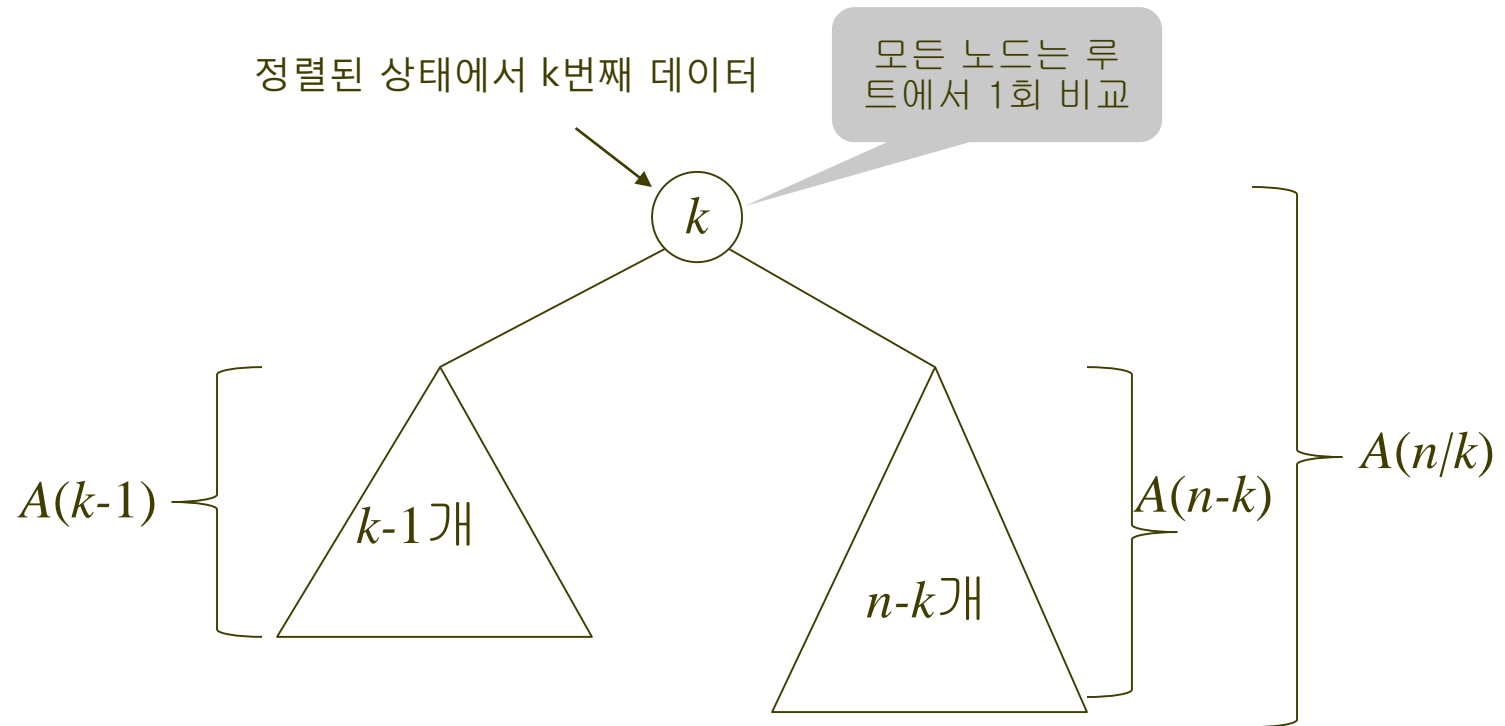 정렬된 상태에서 k번째 데이터
모든 노드는 루
트에서 1회 비교
k
A(k-1)
k-1개
n-k개
A(n-k)
A(n/k)